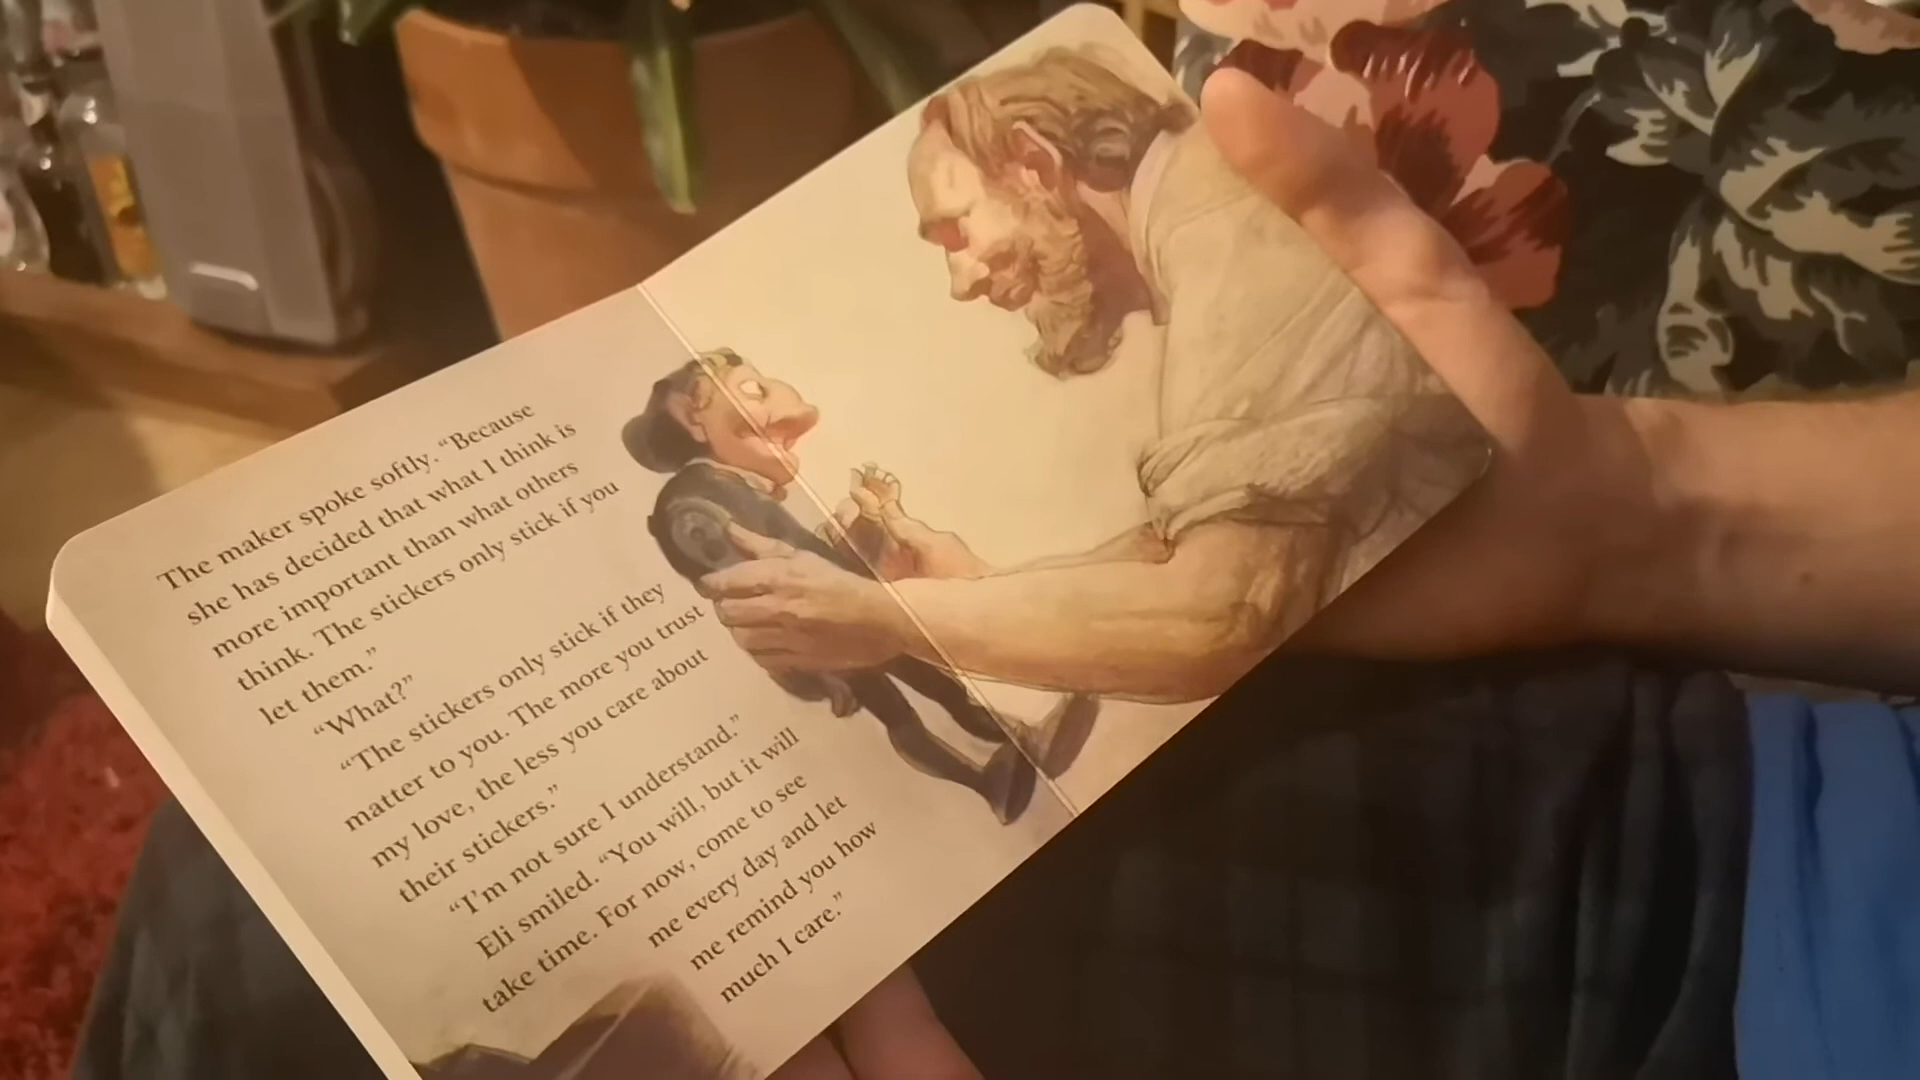 The maker spoke softly. “Because
she has decided that what I think is
more important than what others
think. The stickers only stick if you
let them.”
“What?”
“The stickers only stick if they
matter to you. The more you trust
my love, the less you care about
their stickers.”
“I’m not sure I understand.”
Eli smiled. “You will, but it will
take time. For now, come to see
me every day and let
me remind you how
much I care.”